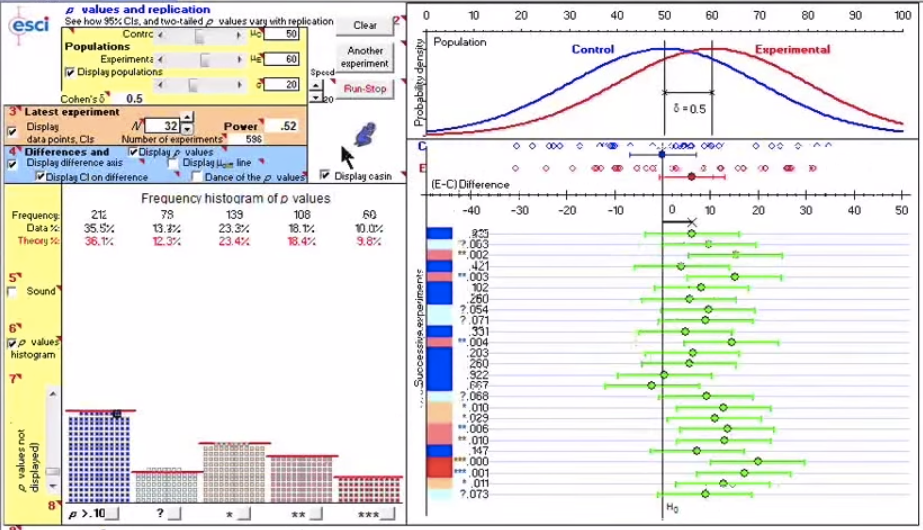 esci
p values and replication
See how 95% CIs, and two-tailed p values vary with replication
Contrc
μC 50
Populations
Experimenta
μE 60
Display populations
σ 20
Cohen's δ 0.5
Speed
20
Clear
Another experiment
Run-Stop
2
3 Latest experiment
Display data points, CIs
N 32
Power .52
Number of experiments 596
4 Differences and
Display p values
Display difference axis
Display μdiff line
Display CI on difference
Dance of the p values
Display casin
Frequency histogram of p values
Frequency: 212 79 139 108 60
Data %: 35.5% 13.3% 23.3% 18.1% 10.0%
Theory %: 36.1% 12.3% 23.4% 18.4% 9.8%
5
Sound
6
p values histogram
7
p values not displayed)
8
p >.10 ? * ** ***
0 10 20 30 40 50 60 70 80 90 100
Population
Probability density
Control
Experimental
δ = 0.5
C
E
(E-C) Difference
-40 -30 -20 -10 0 10 20 30 40 50
Successive experiments
?.063
**.002
.421
**.003
.102
.260
?.054
?.071
.331
**.004
.203
.260
.922
.667
?.068
*.010
*.029
**.006
**.010
.147
***.000
***.001
*.011
?.073
H0